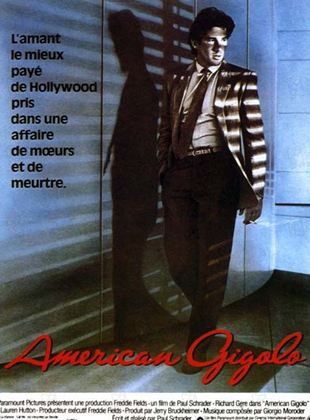 L'amant
le mieux
payé
de Hollywood
pris
dans une
affaire
de mœurs
et de
meurtre.
American Gigolo
Paramount Pictures présentent une production Freddie Fields - un film de Paul Schrader - Richard Gere dans "American Gigolo"
Lauren Hutton - Producteur exécutif Freddie Fields - Produit par Jerry Bruckheimer - Musique composée par Giorgio Moroder
Écrit et réalisé par Paul Schrader